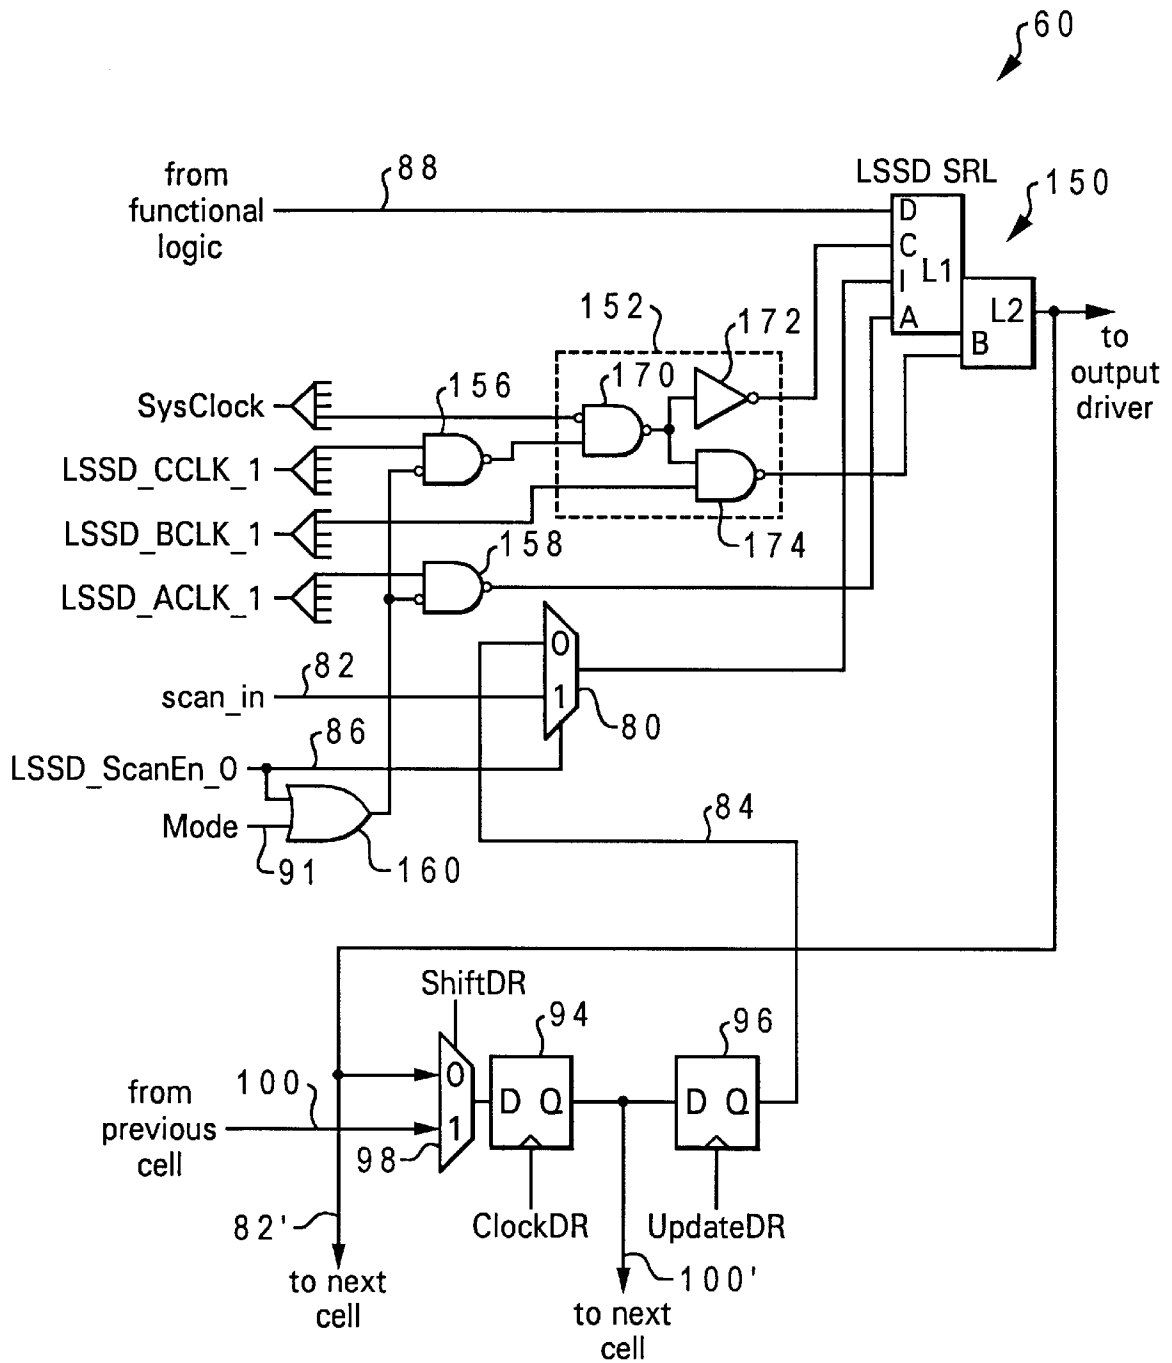 60
LSSD SRL
from
functional
logic
88
150
D
C
L1
I
A
L2
B
to
output
driver
152
172
170
156
SysClock
LSSD_CCLK_1
LSSD_BCLK_1
174
158
LSSD_ACLK_1
0
82
scan_in
1
80
86
LSSD_ScanEn_0
Mode
91
160
84
ShiftDR
94
96
from
previous
cell
100
0
1
D Q
D Q
98
82'
ClockDR
UpdateDR
100'
to next
cell
to next
cell